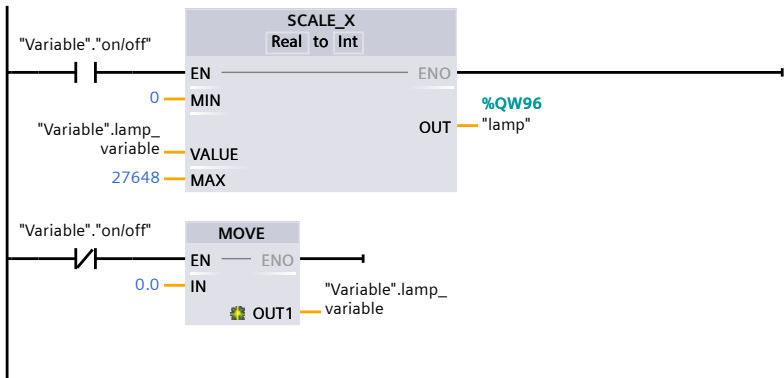 SCALE_X
Real to Int
"Variable"."on/off"
EN
ENO
0
MIN
%QW96
"lamp"
OUT
"Variable".lamp_
variable
VALUE
27648
MAX
"Variable"."on/off"
MOVE
EN
ENO
0.0
IN
"Variable".lamp_
variable
OUT1